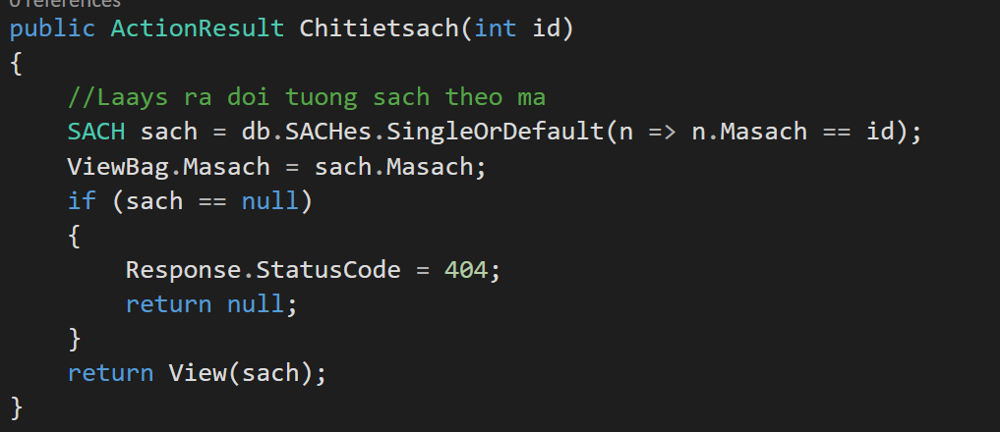 0 references
public ActionResult Chitietsach(int id)
{
    //Laays ra doi tuong sach theo ma
    SACH sach = db.SACHes.SingleOrDefault(n => n.Masach == id);
    ViewBag.Masach = sach.Masach;
    if (sach == null)
    {
        Response.StatusCode = 404;
        return null;
    }
    return View(sach);
}